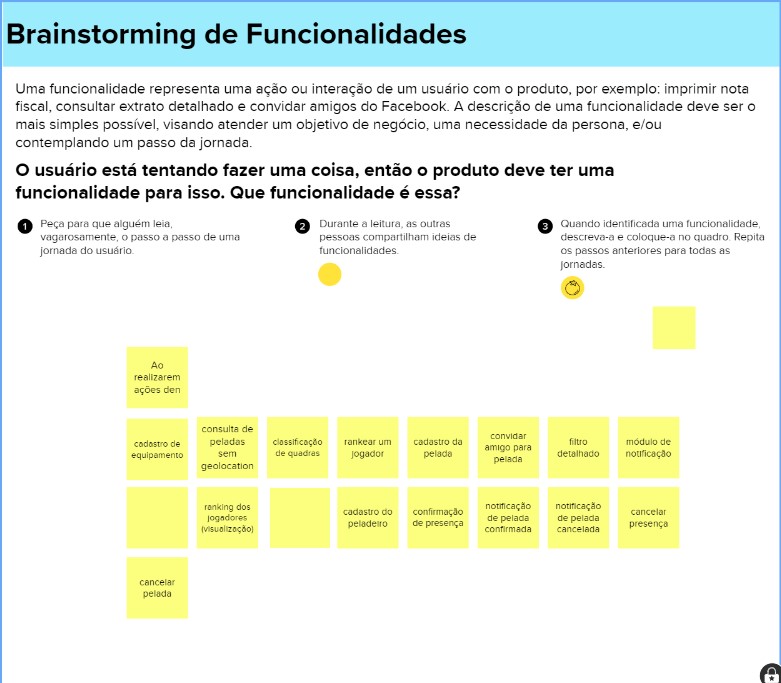 Brainstorming de Funcionalidades
Uma funcionalidade representa uma ação ou interação de um usuário com o produto, por exemplo: imprimir nota
fiscal, consultar extrato detalhado e convidar amigos do Facebook. A descrição de uma funcionalidade deve ser o
mais simples possível, visando atender um objetivo de negócio, uma necessidade da persona, e/ou
contemplando um passo da jornada.
O usuário está tentando fazer uma coisa, então o produto deve ter uma
funcionalidade para isso. Que funcionalidade é essa?
1
Peça para que alguém leia,
vagarosamente, o passo a passo de uma
jornada do usuário.
2
Durante a leitura, as outras
pessoas compartilham ideias de
funcionalidades.
3
Quando identificada uma funcionalidade,
descreva-a e coloque-a no quadro. Repita
os passos anteriores para todas as
jornadas.
Ao
realizarem
ações den
cadastro de
equipamento
consulta de
peladas
sem
geolocation
classificação
de quadras
rankear um
jogador
cadastro da
pelada
convidar
amigo para
pelada
filtro
detalhado
módulo de
notificação
ranking dos
jogadores
(visualização)
cadastro do
peladeiro
confirmação
de presença
notificação
de pelada
confirmada
notificação
de pelada
cancelada
cancelar
presença
cancelar
pelada